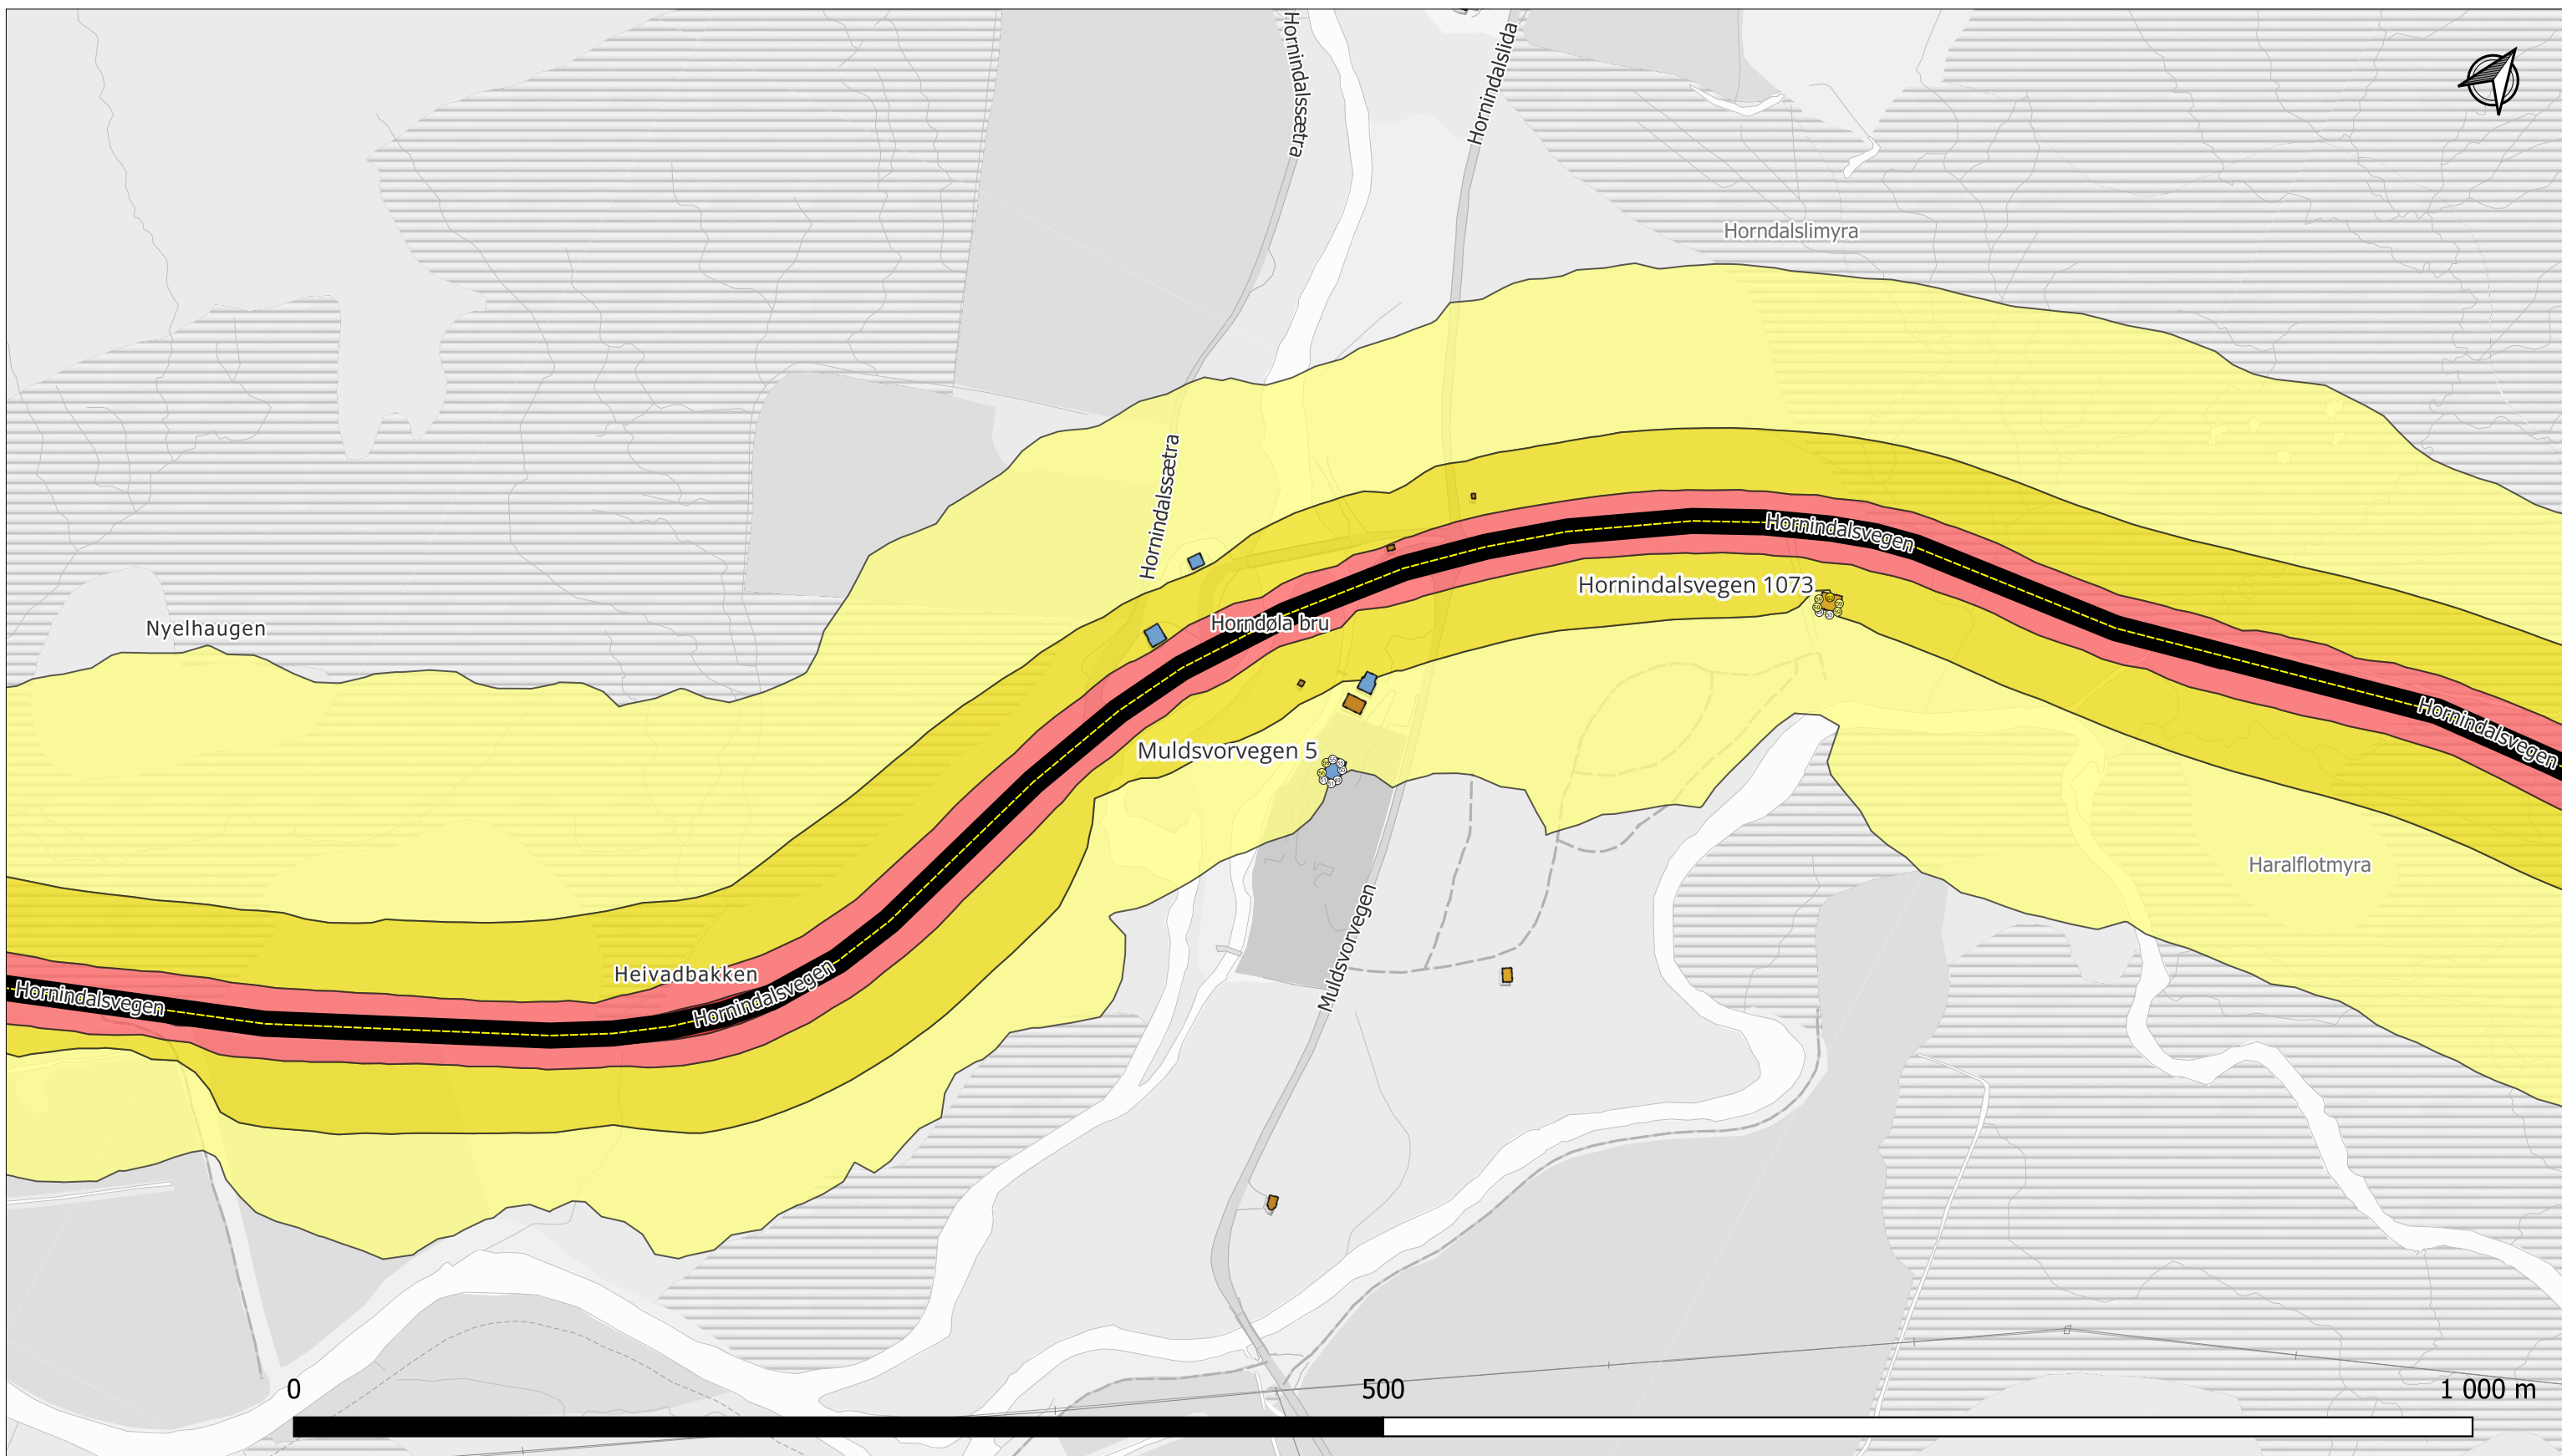 Hornindalssætra
Hornindalslida
Horndalslimyra
Hornindalssætra
Hornindalsvegen
Hornindalsvegen 1073
Horndøla bru
Nyelhaugen
Hornindalsvegen
Muldsvorvegen 5
Haralflotmyra
Muldsvorvegen
Heivadbakken
Hornindalsvegen
Hornindalsvegen
0
500
1 000 m